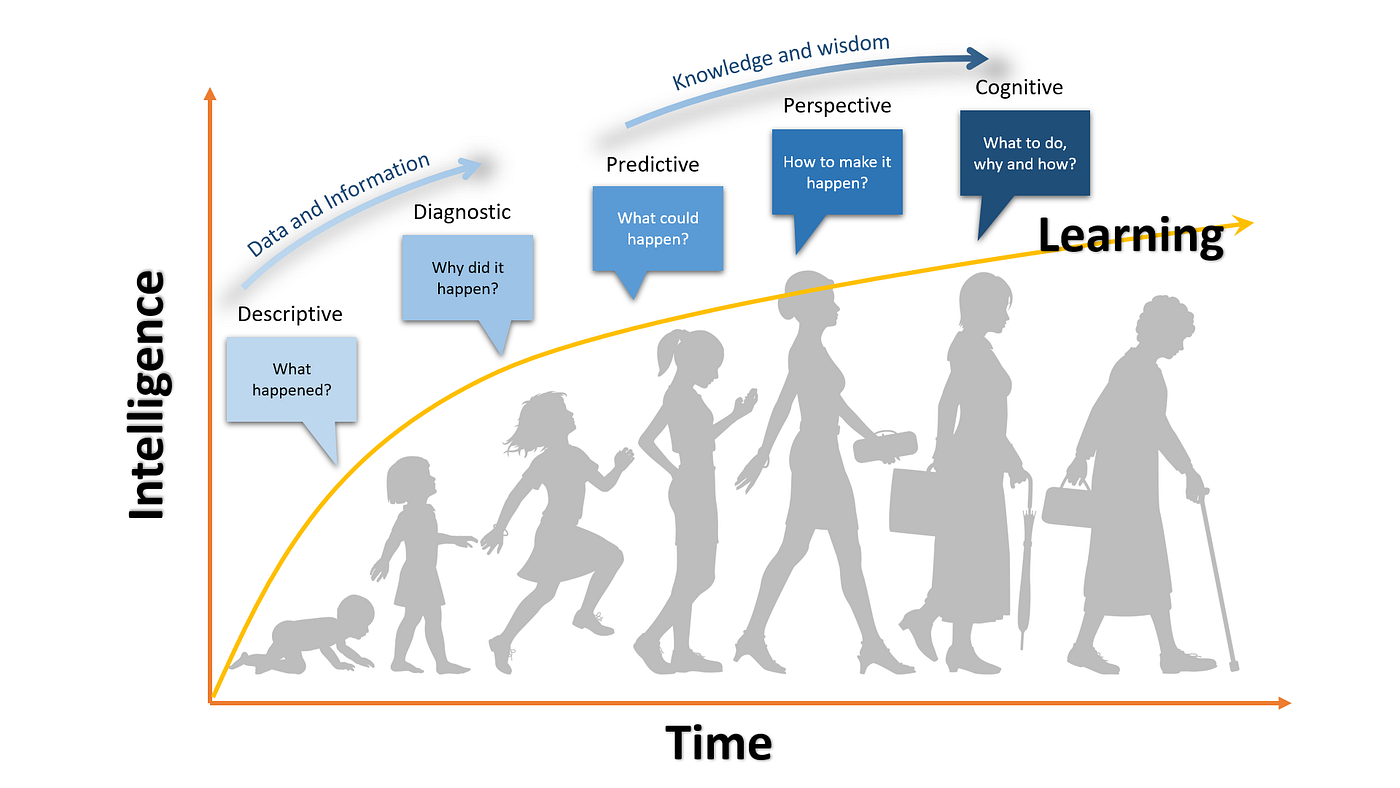 Knowledge and wisdom
Cognitive
What to do,
why and how?
Perspective
How to make it
happen?
Data and Information
Predictive
What could
happen?
Diagnostic
Why did it
happen?
Descriptive
What
happened?
Learning
Intelligence
Time